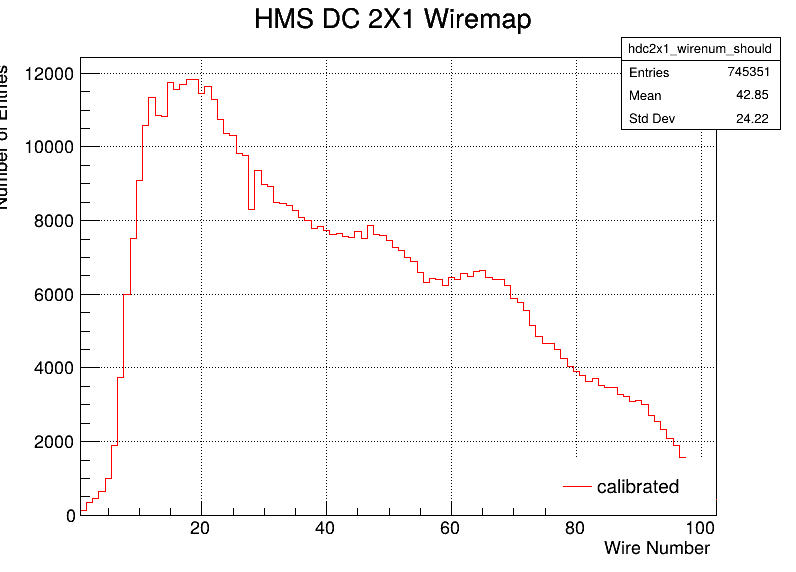 HMS DC 2X1 Wiremap
hdc2x1_wirenum_should
Entries 745351
Mean 42.85
Std Dev 24.22
Number of Entries
12000
10000
8000
6000
4000
2000
0
20 40 60 80 100
Wire Number
calibrated